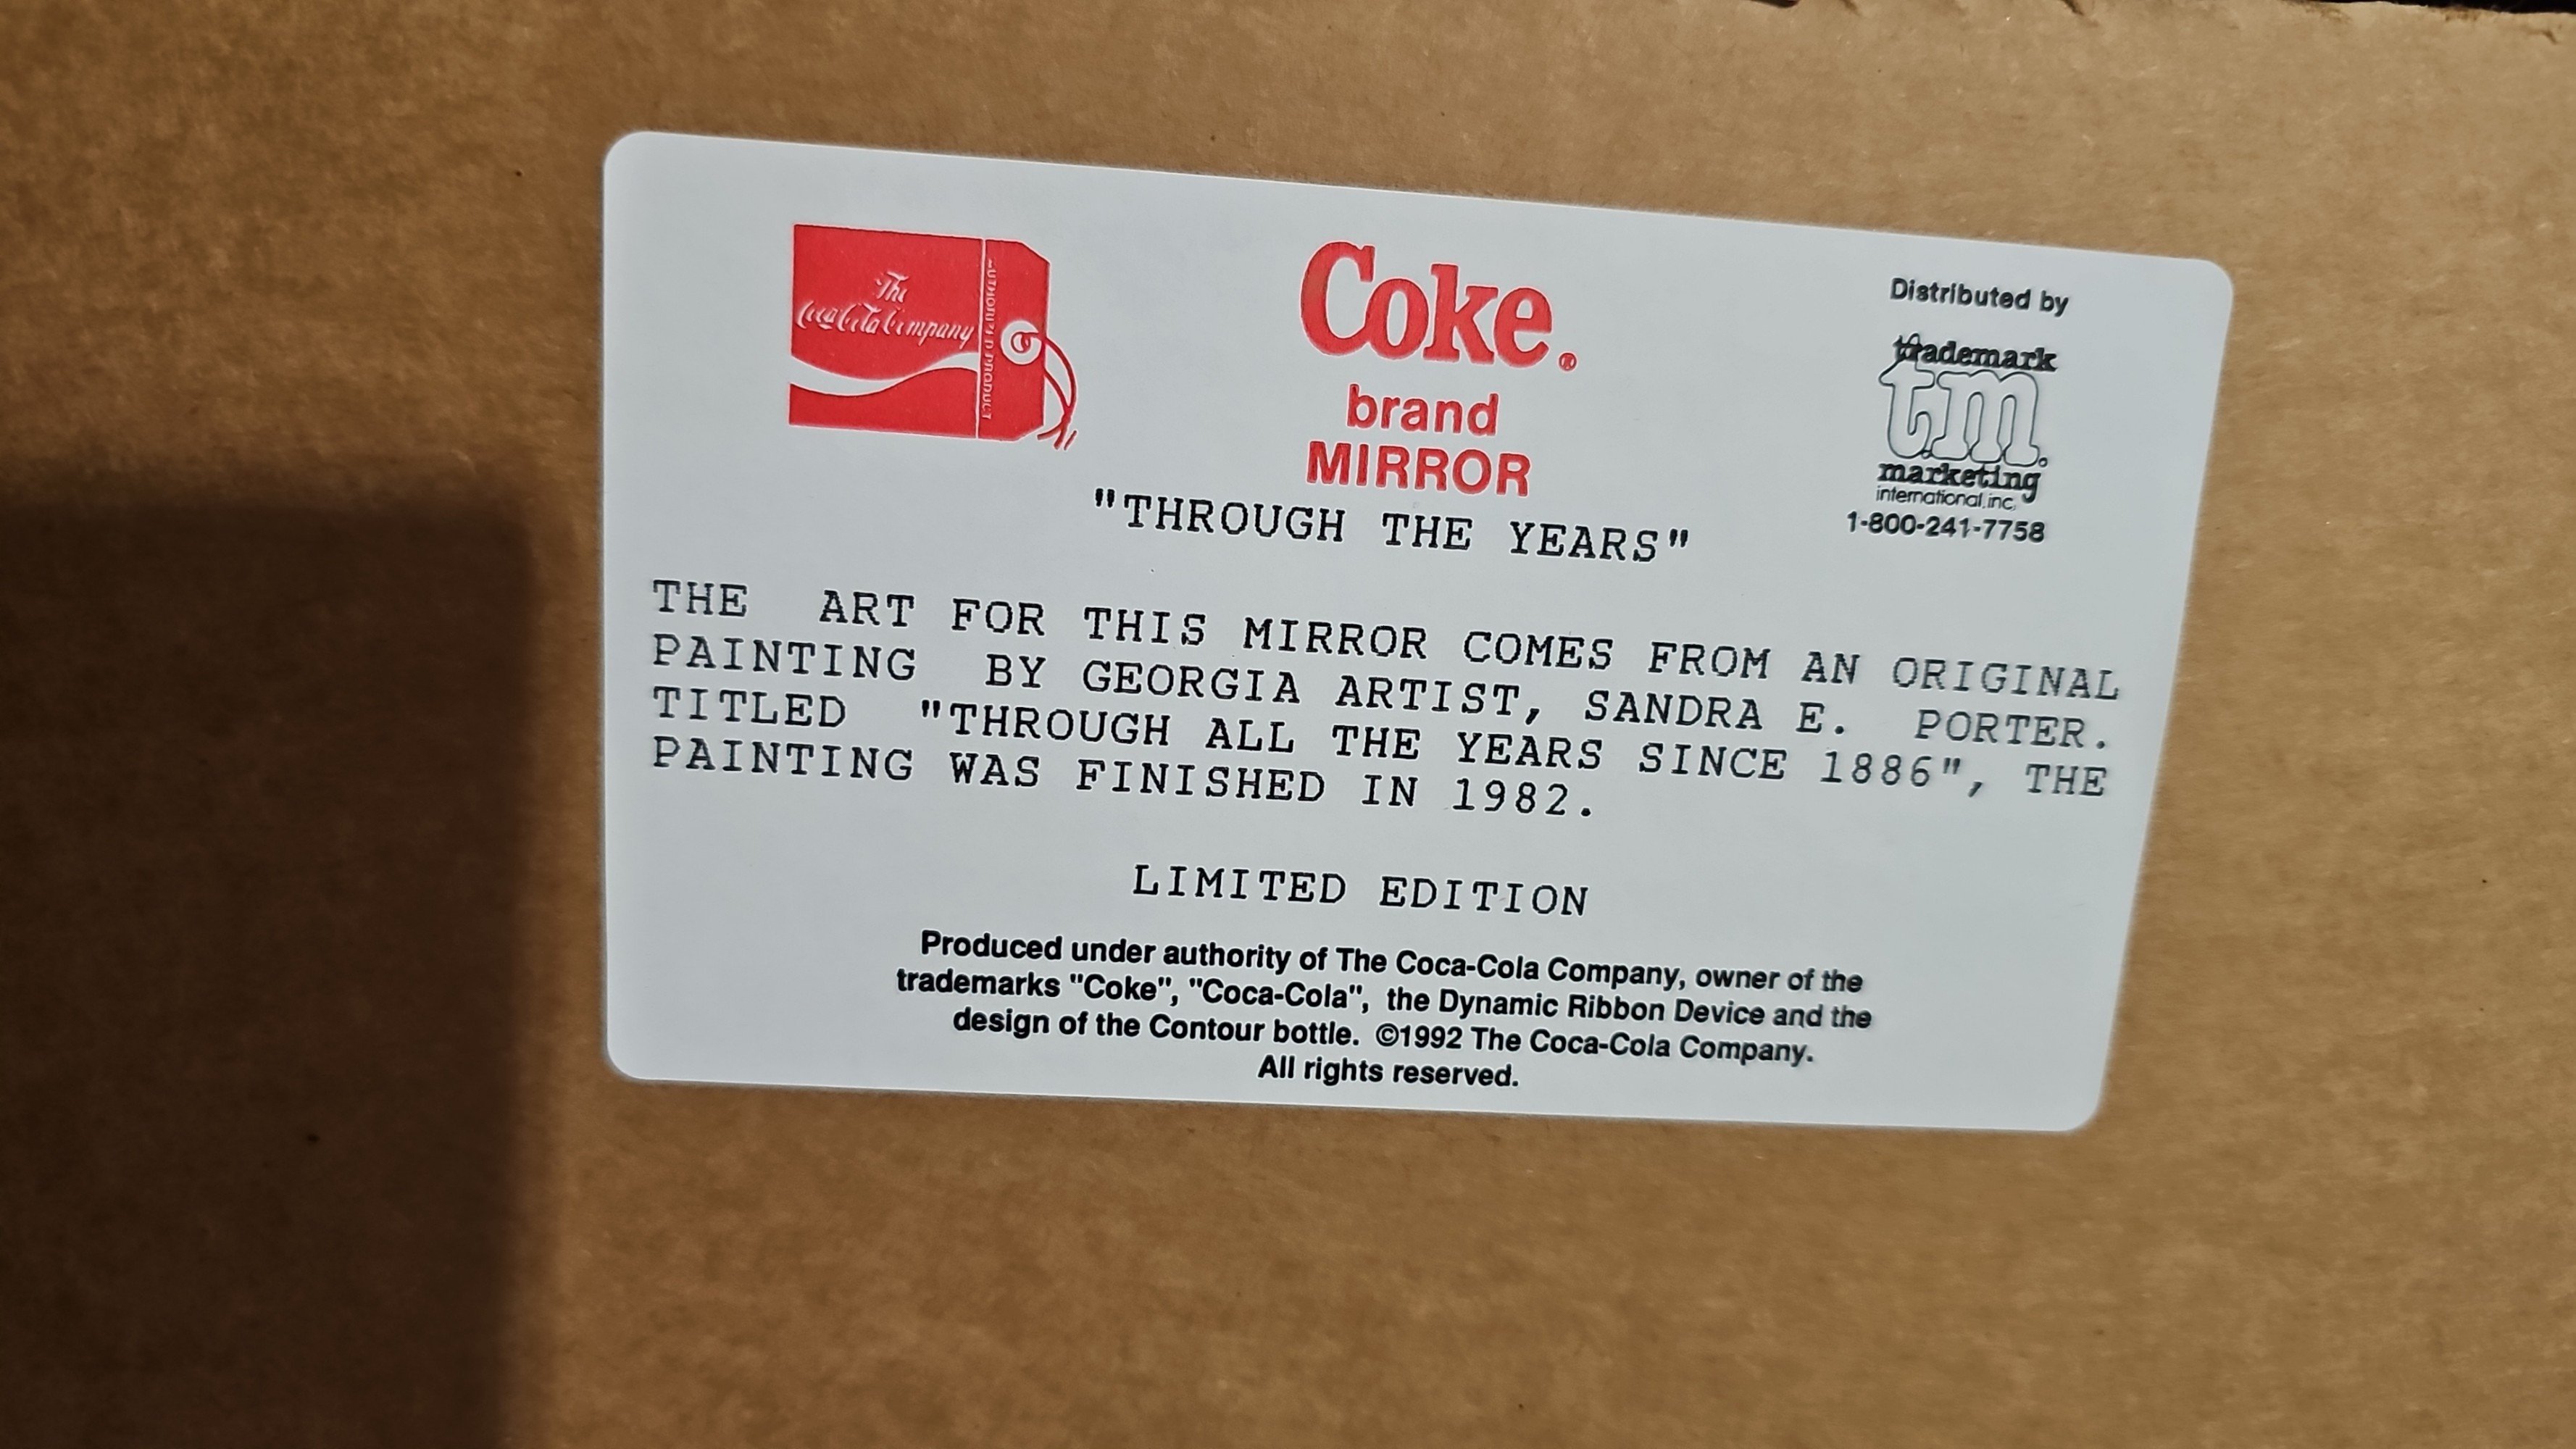 The
Coca-Cola Company
AUTHORIZED PRODUCT
Coke®
brand
MIRROR
"THROUGH THE YEARS"
Distributed by
trademark
t.m.
marketing
international, inc.
1-800-241-7758
THE ART FOR THIS MIRROR COMES FROM AN ORIGINAL
PAINTING BY GEORGIA ARTIST, SANDRA E. PORTER.
TITLED "THROUGH ALL THE YEARS SINCE 1886", THE
PAINTING WAS FINISHED IN 1982.
LIMITED EDITION
Produced under authority of The Coca-Cola Company, owner of the
trademarks "Coke", "Coca-Cola", the Dynamic Ribbon Device and the
design of the Contour bottle. ©1992 The Coca-Cola Company.
All rights reserved.